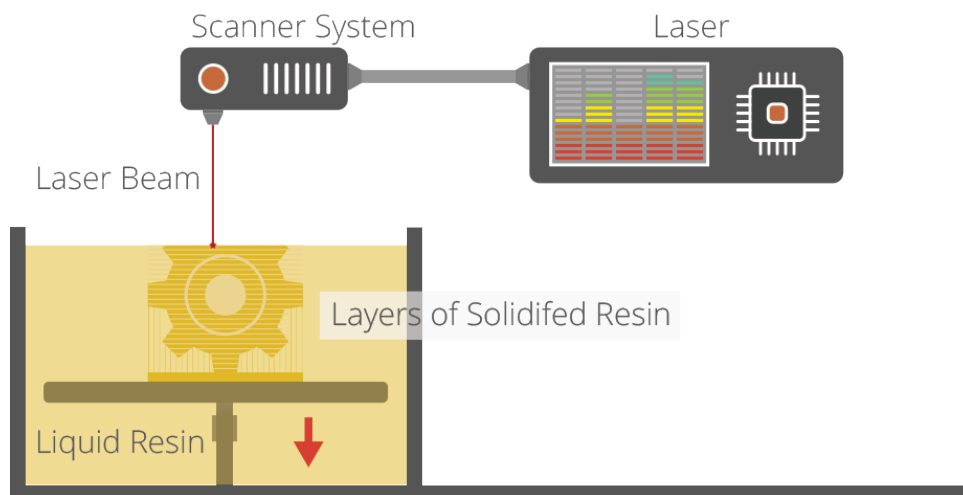 Scanner System
Laser
Laser Beam
Layers of Solidifed Resin
Liquid Resin